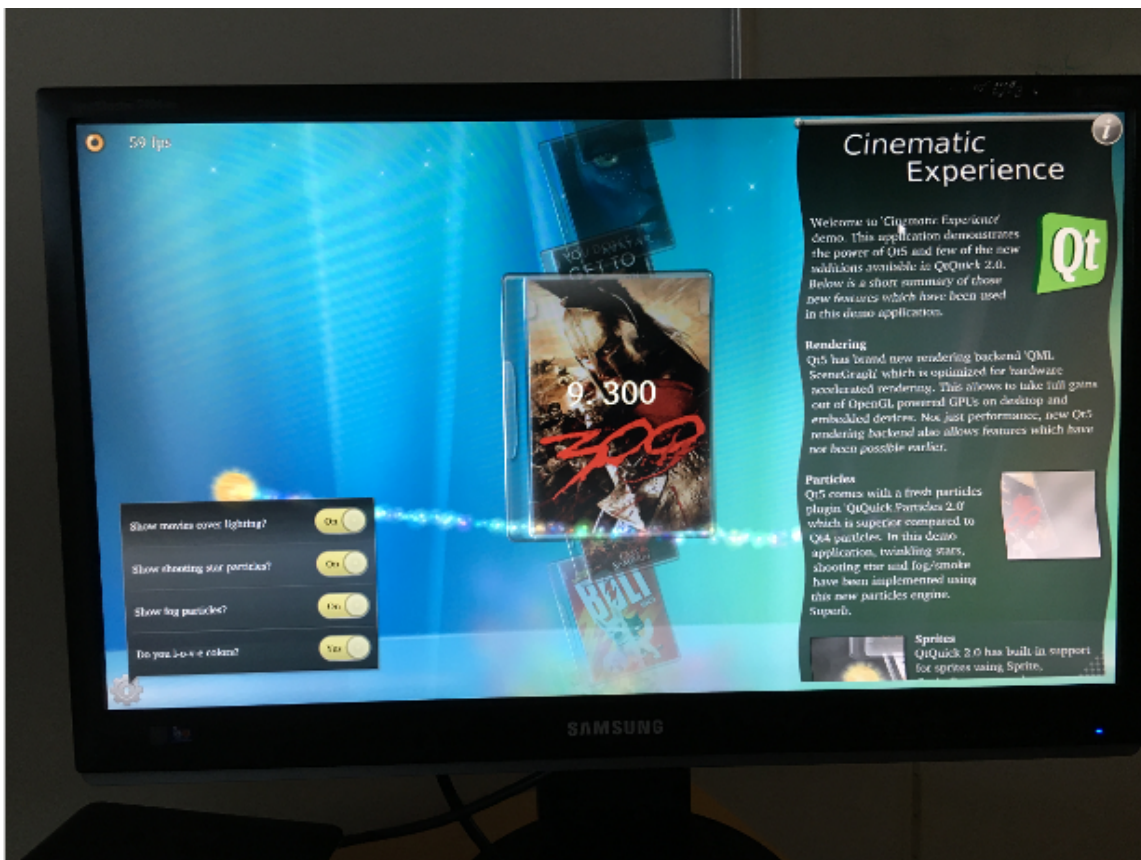 59 fps
Cinematic
Experience
i
Welcome to 'Cinematic Experience'
demo. This application demonstrates
the power of Qt5 and few of the new
additions available in QtQuick 2.0.
Below is a short summary of those
new features which have been used
in this demo application.
Qt
Rendering
Qt5 has brand new rendering backend 'QML
SceneGraph' which is optimized for hardware
accelerated rendering. This allows to take full gains
out of OpenGL powered GPUs on desktop and
embedded devices. Not just performance, new Qt5
rendering backend also allows features which have
not been possible earlier.
Particles
Qt5 comes with a fresh particles
plugin 'QtQuick Particles 2.0'
which is superior compared to
Qt4 particles. In this demo
application, twinkling stars,
shooting star and fog/smoke
have been implemented using
this new particles engine.
Superb.
Sprites
QtQuick 2.0 has built in support
for sprites using Sprite,
GET TO
9. 300
300
BOLT
Show movies cover lighting?
On
Show shooting star particles?
On
Show fog particles?
On
Do you l-o-v-e colors?
Yes
SAMSUNG